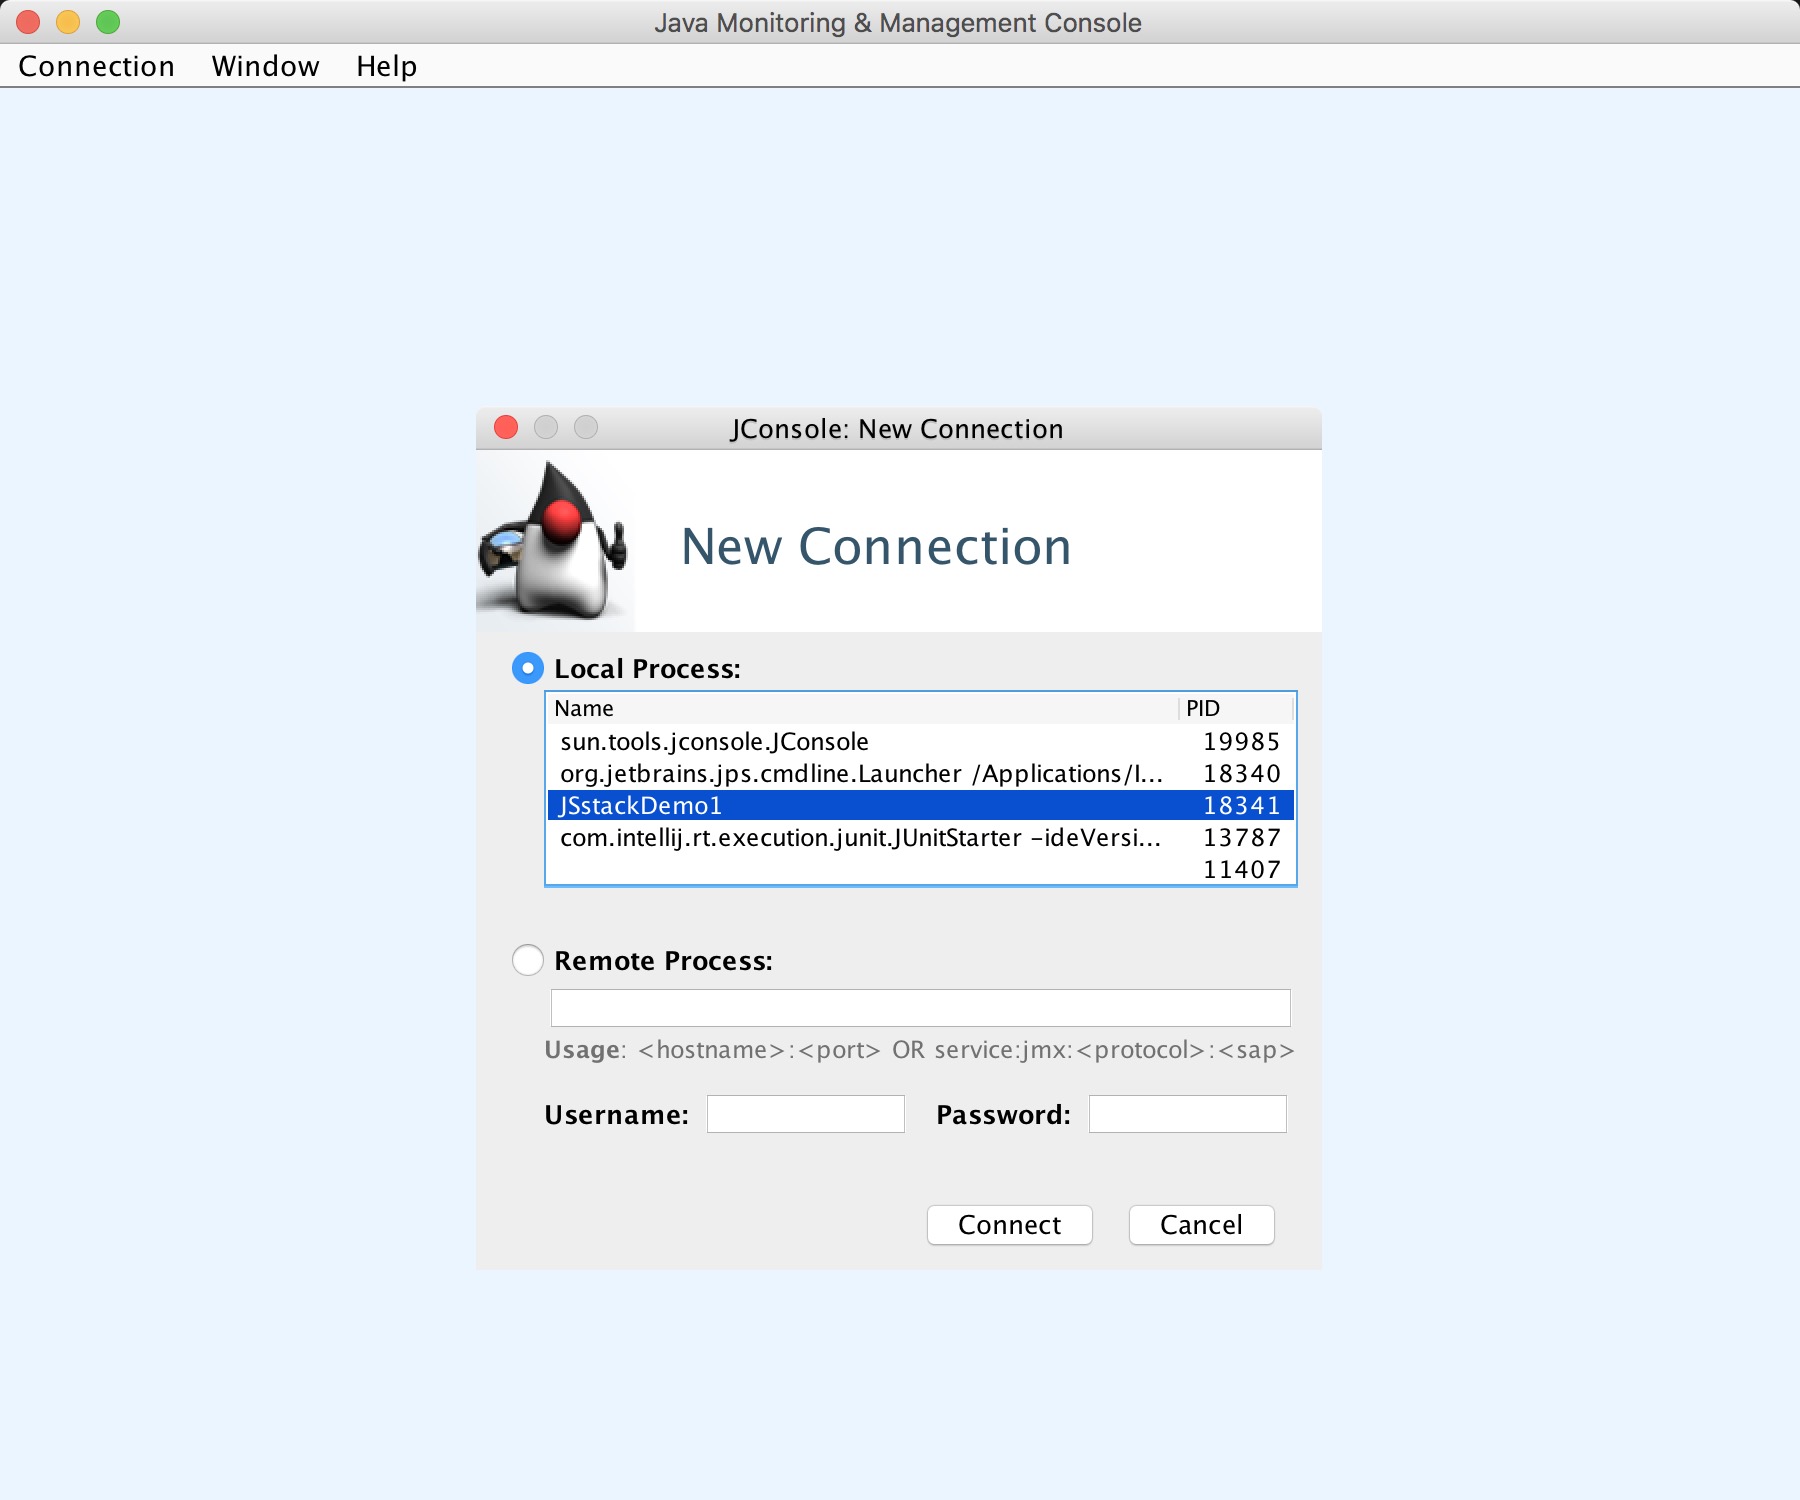 Java Monitoring & Management Console
Connection Window Help
JConsole: New Connection
New Connection
Local Process:
Name PID
sun.tools.jconsole.JConsole 19985
org.jetbrains.jps.cmdline.Launcher /Applications/I... 18340
JSstackDemo1 18341
com.intellij.rt.execution.junit.JUnitStarter -ideVersi... 13787
11407
Remote Process:
Usage: <hostname>:<port> OR service:jmx:<protocol>:<sap>
Username: Password:
Connect Cancel